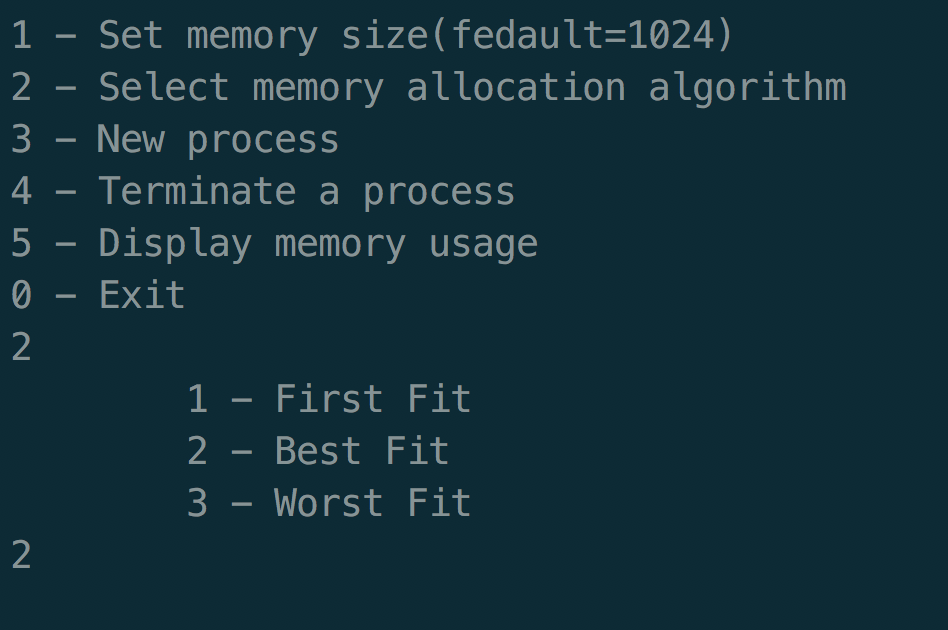 1 – Set memory size(fedault=1024)
2 – Select memory allocation algorithm
3 – New process
4 – Terminate a process
5 – Display memory usage
0 – Exit
2
1 – First Fit
2 – Best Fit
3 – Worst Fit
2